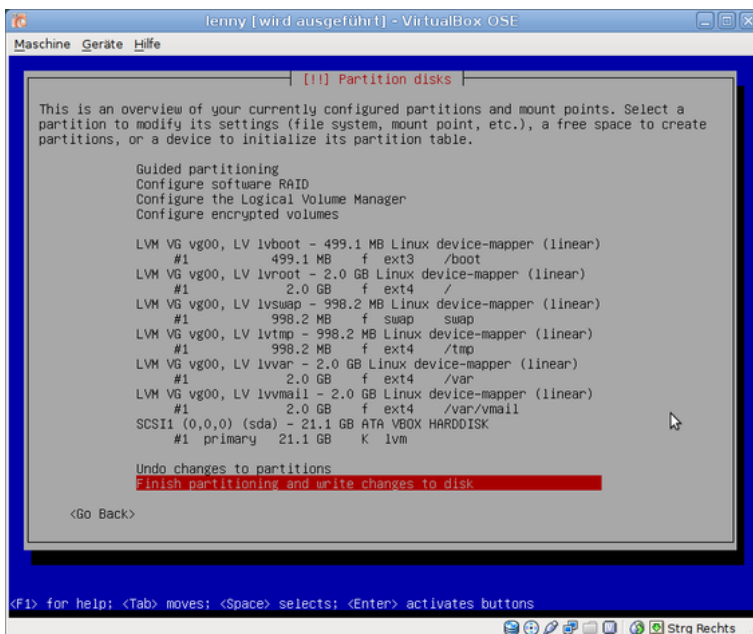 lenny [wird ausgeführt] - VirtualBox OSE
Maschine Geräte Hilfe
[!!] Partition disks
This is an overview of your currently configured partitions and mount points. Select a
partition to modify its settings (file system, mount point, etc.), a free space to create
partitions, or a device to initialize its partition table.
Guided partitioning
Configure software RAID
Configure the Logical Volume Manager
Configure encrypted volumes
LVM VG vg00, LV lvboot - 499.1 MB Linux device-mapper (linear)
#1 499.1 MB f ext3 /boot
LVM VG vg00, LV lvroot - 2.0 GB Linux device-mapper (linear)
#1 2.0 GB f ext4 /
LVM VG vg00, LV lvswap - 998.2 MB Linux device-mapper (linear)
#1 998.2 MB f swap swap
LVM VG vg00, LV lvtmp - 998.2 MB Linux device-mapper (linear)
#1 998.2 MB f ext4 /tmp
LVM VG vg00, LV lvvar - 2.0 GB Linux device-mapper (linear)
#1 2.0 GB f ext4 /var
LVM VG vg00, LV lvvmail - 2.0 GB Linux device-mapper (linear)
#1 2.0 GB f ext4 /var/vmail
SCSI1 (0,0,0) (sda) - 21.1 GB ATA VBOX HARDDISK
#1 primary 21.1 GB K lvm
Undo changes to partitions
Finish partitioning and write changes to disk
<Go Back>
<F1> for help; <Tab> moves; <Space> selects; <Enter> activates buttons
Strg Rechts